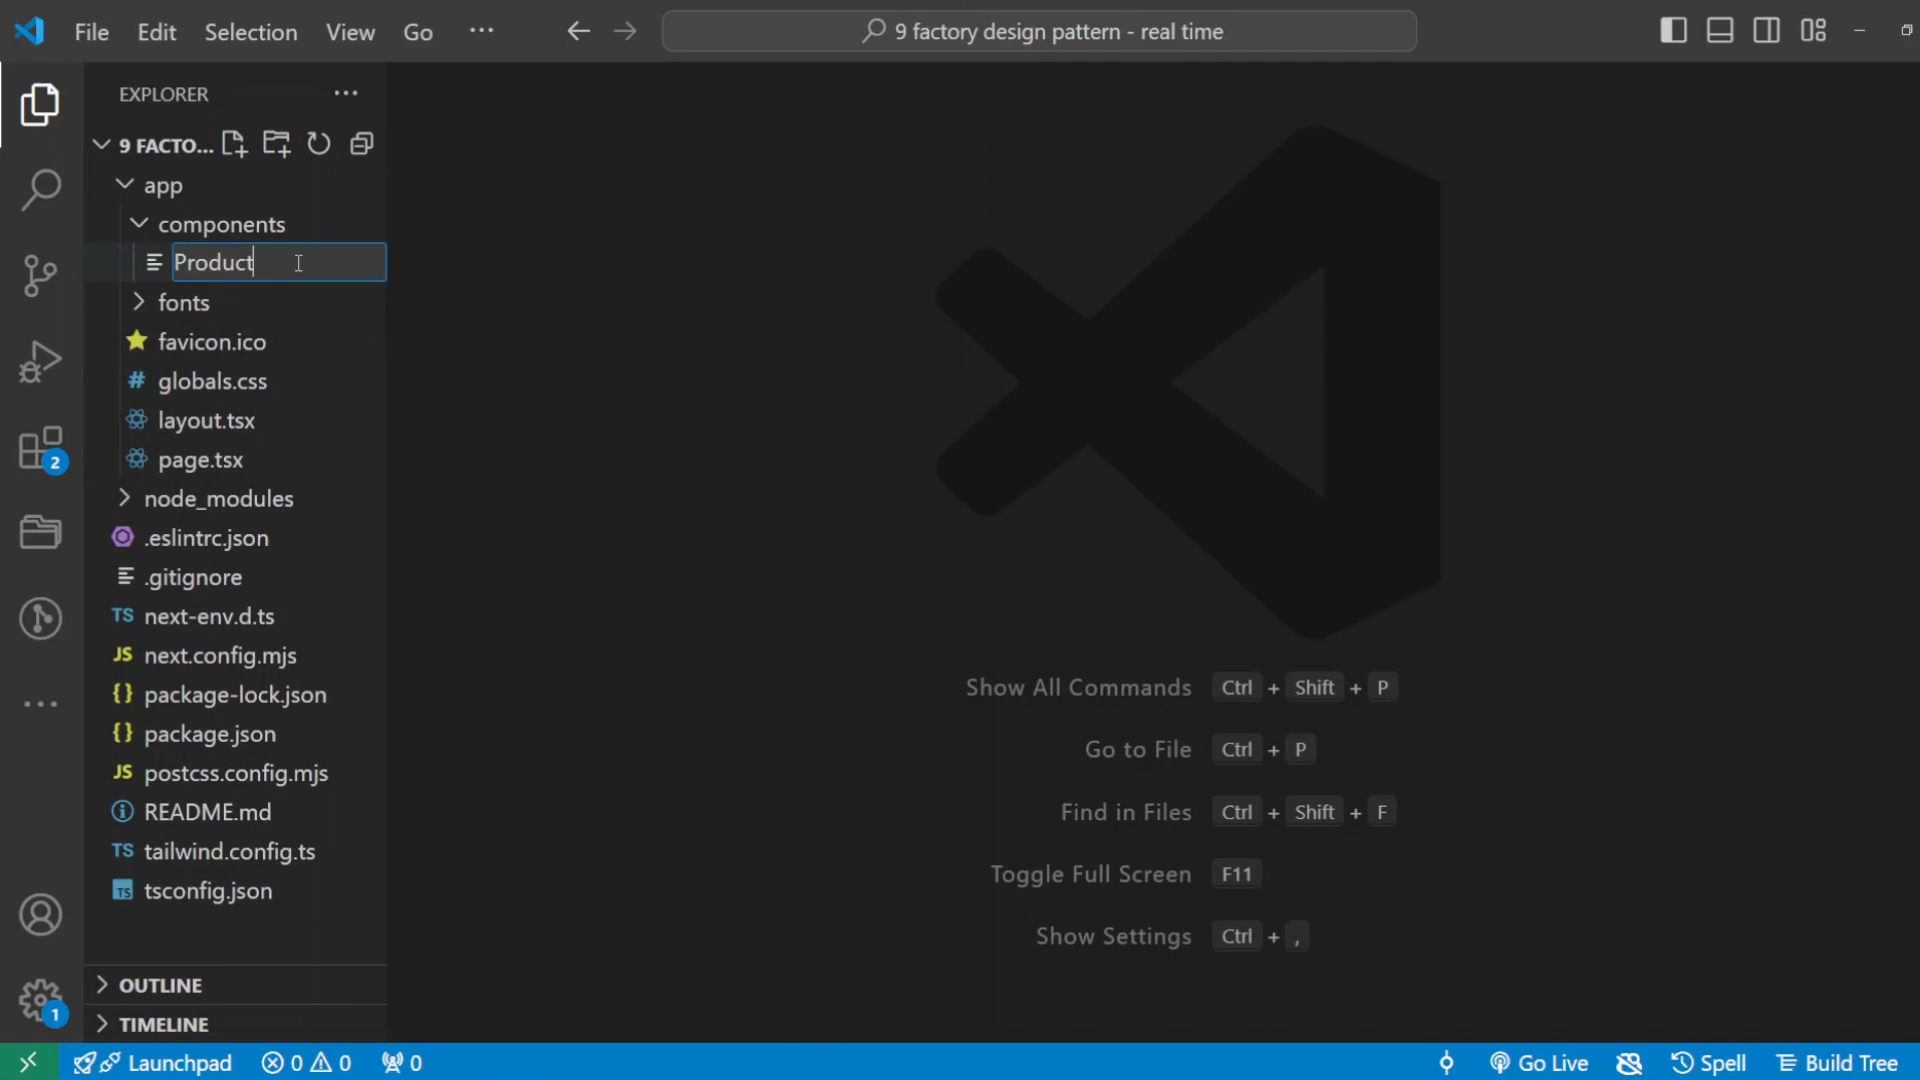 File Edit Selection View Go ···
9 factory design pattern - real time
EXPLORER ···
9 FACTO...
app
components
Product
fonts
favicon.ico
# globals.css
layout.tsx
page.tsx
node_modules
.eslintrc.json
.gitignore
TS next-env.d.ts
JS next.config.mjs
{} package-lock.json
{} package.json
JS postcss.config.mjs
README.md
TS tailwind.config.ts
TS tsconfig.json
OUTLINE
TIMELINE
2
1
Show All Commands Ctrl + Shift + P
Go to File Ctrl + P
Find in Files Ctrl + Shift + F
Toggle Full Screen F11
Show Settings Ctrl + ,
Launchpad 0 0 0 Go Live Spell Build Tree